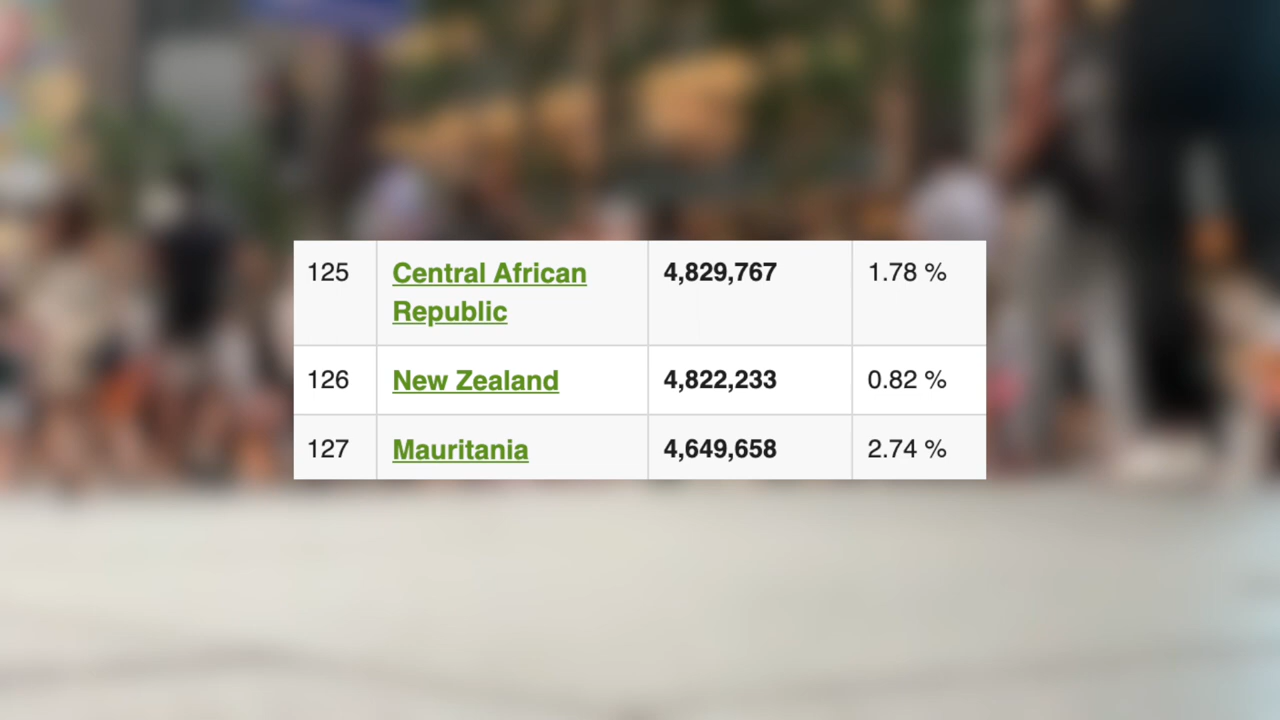 125 Central African 4,829,767 1.78 %
Republic
126 New Zealand 4,822,233 0.82 %
127 Mauritania 4,649,658 2.74 %